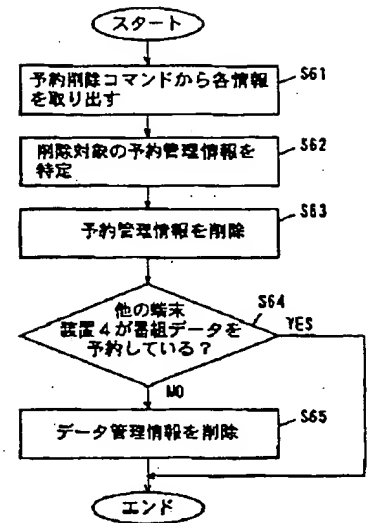 スタート
予約削除コマンドから各情報
を取り出す
S61
削除対象の予約管理情報を
特定
S62
予約管理情報を削除
S63
他の端末
装置4が番組データを
予約している？
S64
YES
NO
データ管理情報を削除
S65
エンド